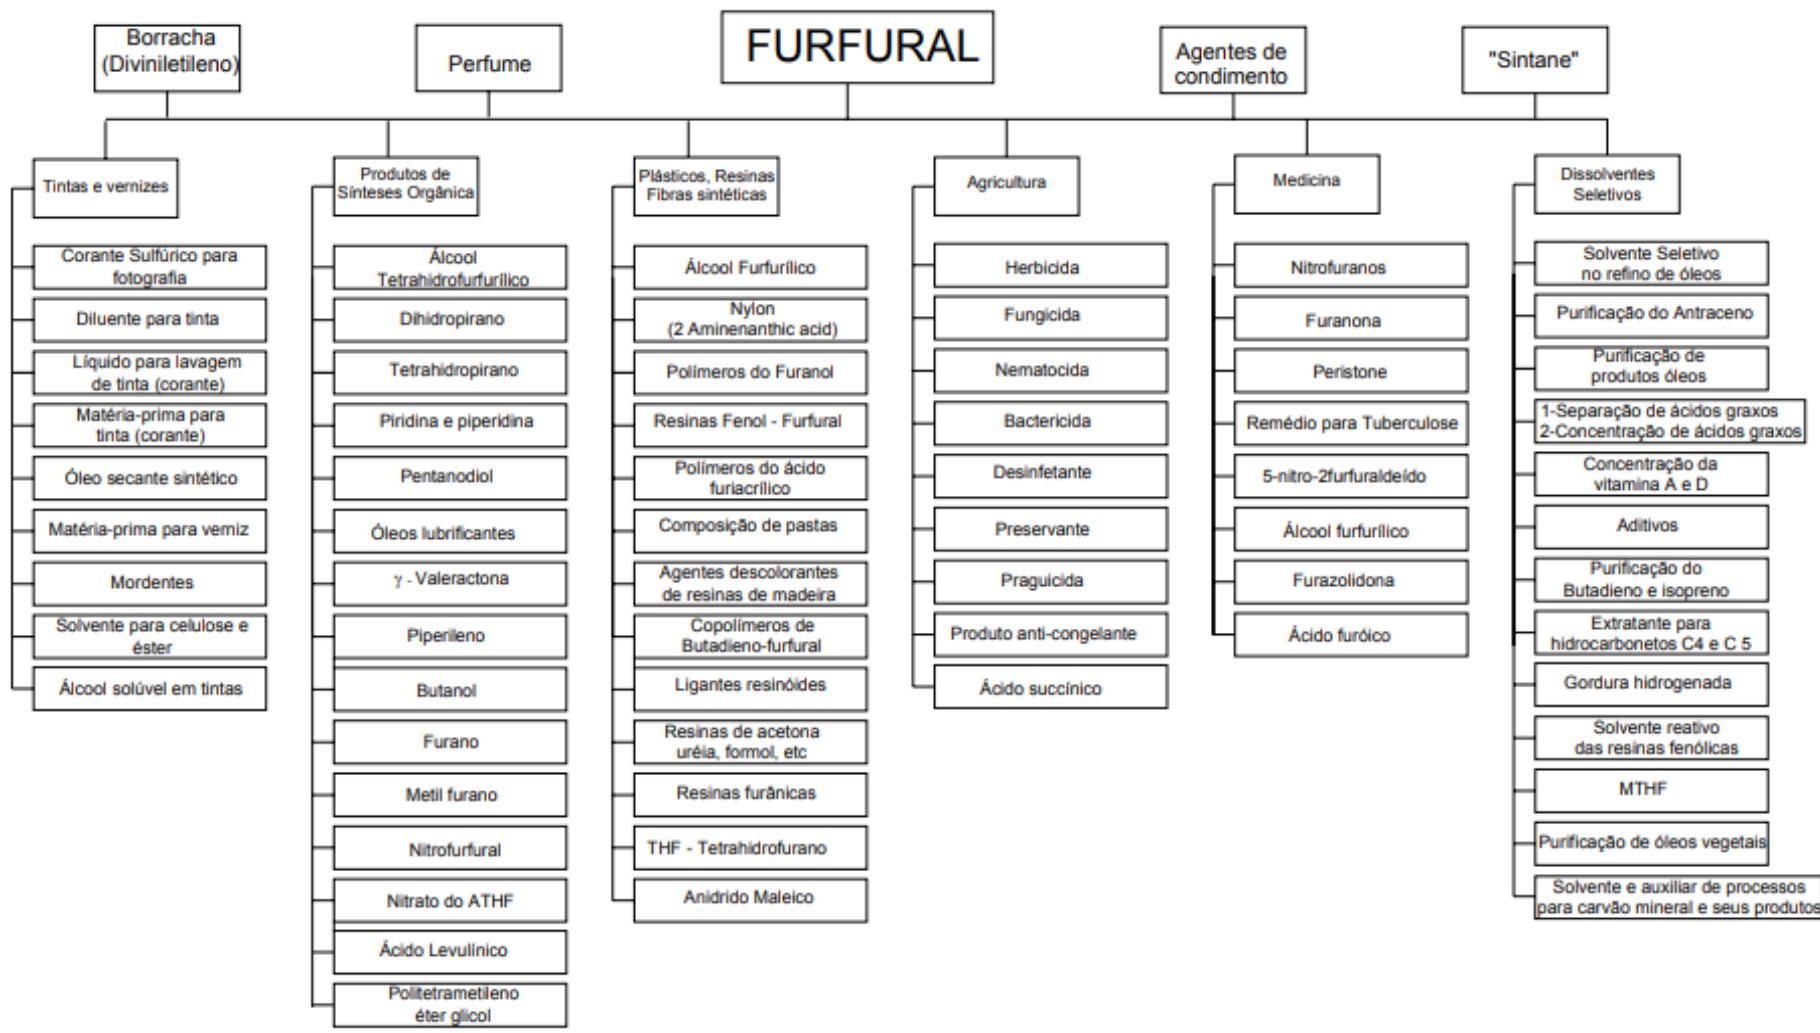 Borracha
(Diviniletileno)
Perfume
FURFURAL
Agentes de
condimento
"Sintane"
Tintas e vernizes
Corante Sulfúrico para
fotografia
Diluente para tinta
Líquido para lavagem
de tinta (corante)
Matéria-prima para
tinta (corante)
Óleo secante sintético
Matéria-prima para verniz
Mordentes
Solvente para celulose e
éster
Álcool solúvel em tintas
Produtos de
Sínteses Orgânica
Álcool
Tetrahidrofurfurílico
Dihidropirano
Tetrahidropirano
Piridina e piperidina
Pentanodiol
Óleos lubrificantes
γ - Valeractona
Piperileno
Butanol
Furano
Metil furano
Nitrofurfural
Nitrato do ATHF
Ácido Levulínico
Politetrametileno
éter glicol
Plásticos, Resinas
Fibras sintéticas
Álcool Furfurílico
Nylon
(2 Aminenanthic acid)
Polímeros do Furanol
Resinas Fenol - Furfural
Polímeros do ácido
furiacrílico
Composição de pastas
Agentes descolorantes
de resinas de madeira
Copolímeros de
Butadieno-furfural
Ligantes resinóides
Resinas de acetona
uréia, formol, etc
Resinas furânicas
THF - Tetrahidrofurano
Anidrido Maleico
Agricultura
Herbicida
Fungicida
Nematocida
Bactericida
Desinfetante
Preservante
Praguicida
Produto anti-congelante
Ácido succínico
Medicina
Nitrofuranos
Furanona
Peristone
Remédio para Tuberculose
5-nitro-2furfuraldeído
Álcool furfurílico
Furazolidona
Ácido furóico
Dissolventes
Seletivos
Solvente Seletivo
no refino de óleos
Purificação do Antraceno
Purificação de
produtos óleos
1-Separação de ácidos graxos
2-Concentração de ácidos graxos
Concentração da
vitamina A e D
Aditivos
Purificação do
Butadieno e isopreno
Extratante para
hidrocarbonetos C4 e C 5
Gordura hidrogenada
Solvente reativo
das resinas fenólicas
MTHF
Purificação de óleos vegetais
Solvente e auxiliar de processos
para carvão mineral e seus produtos